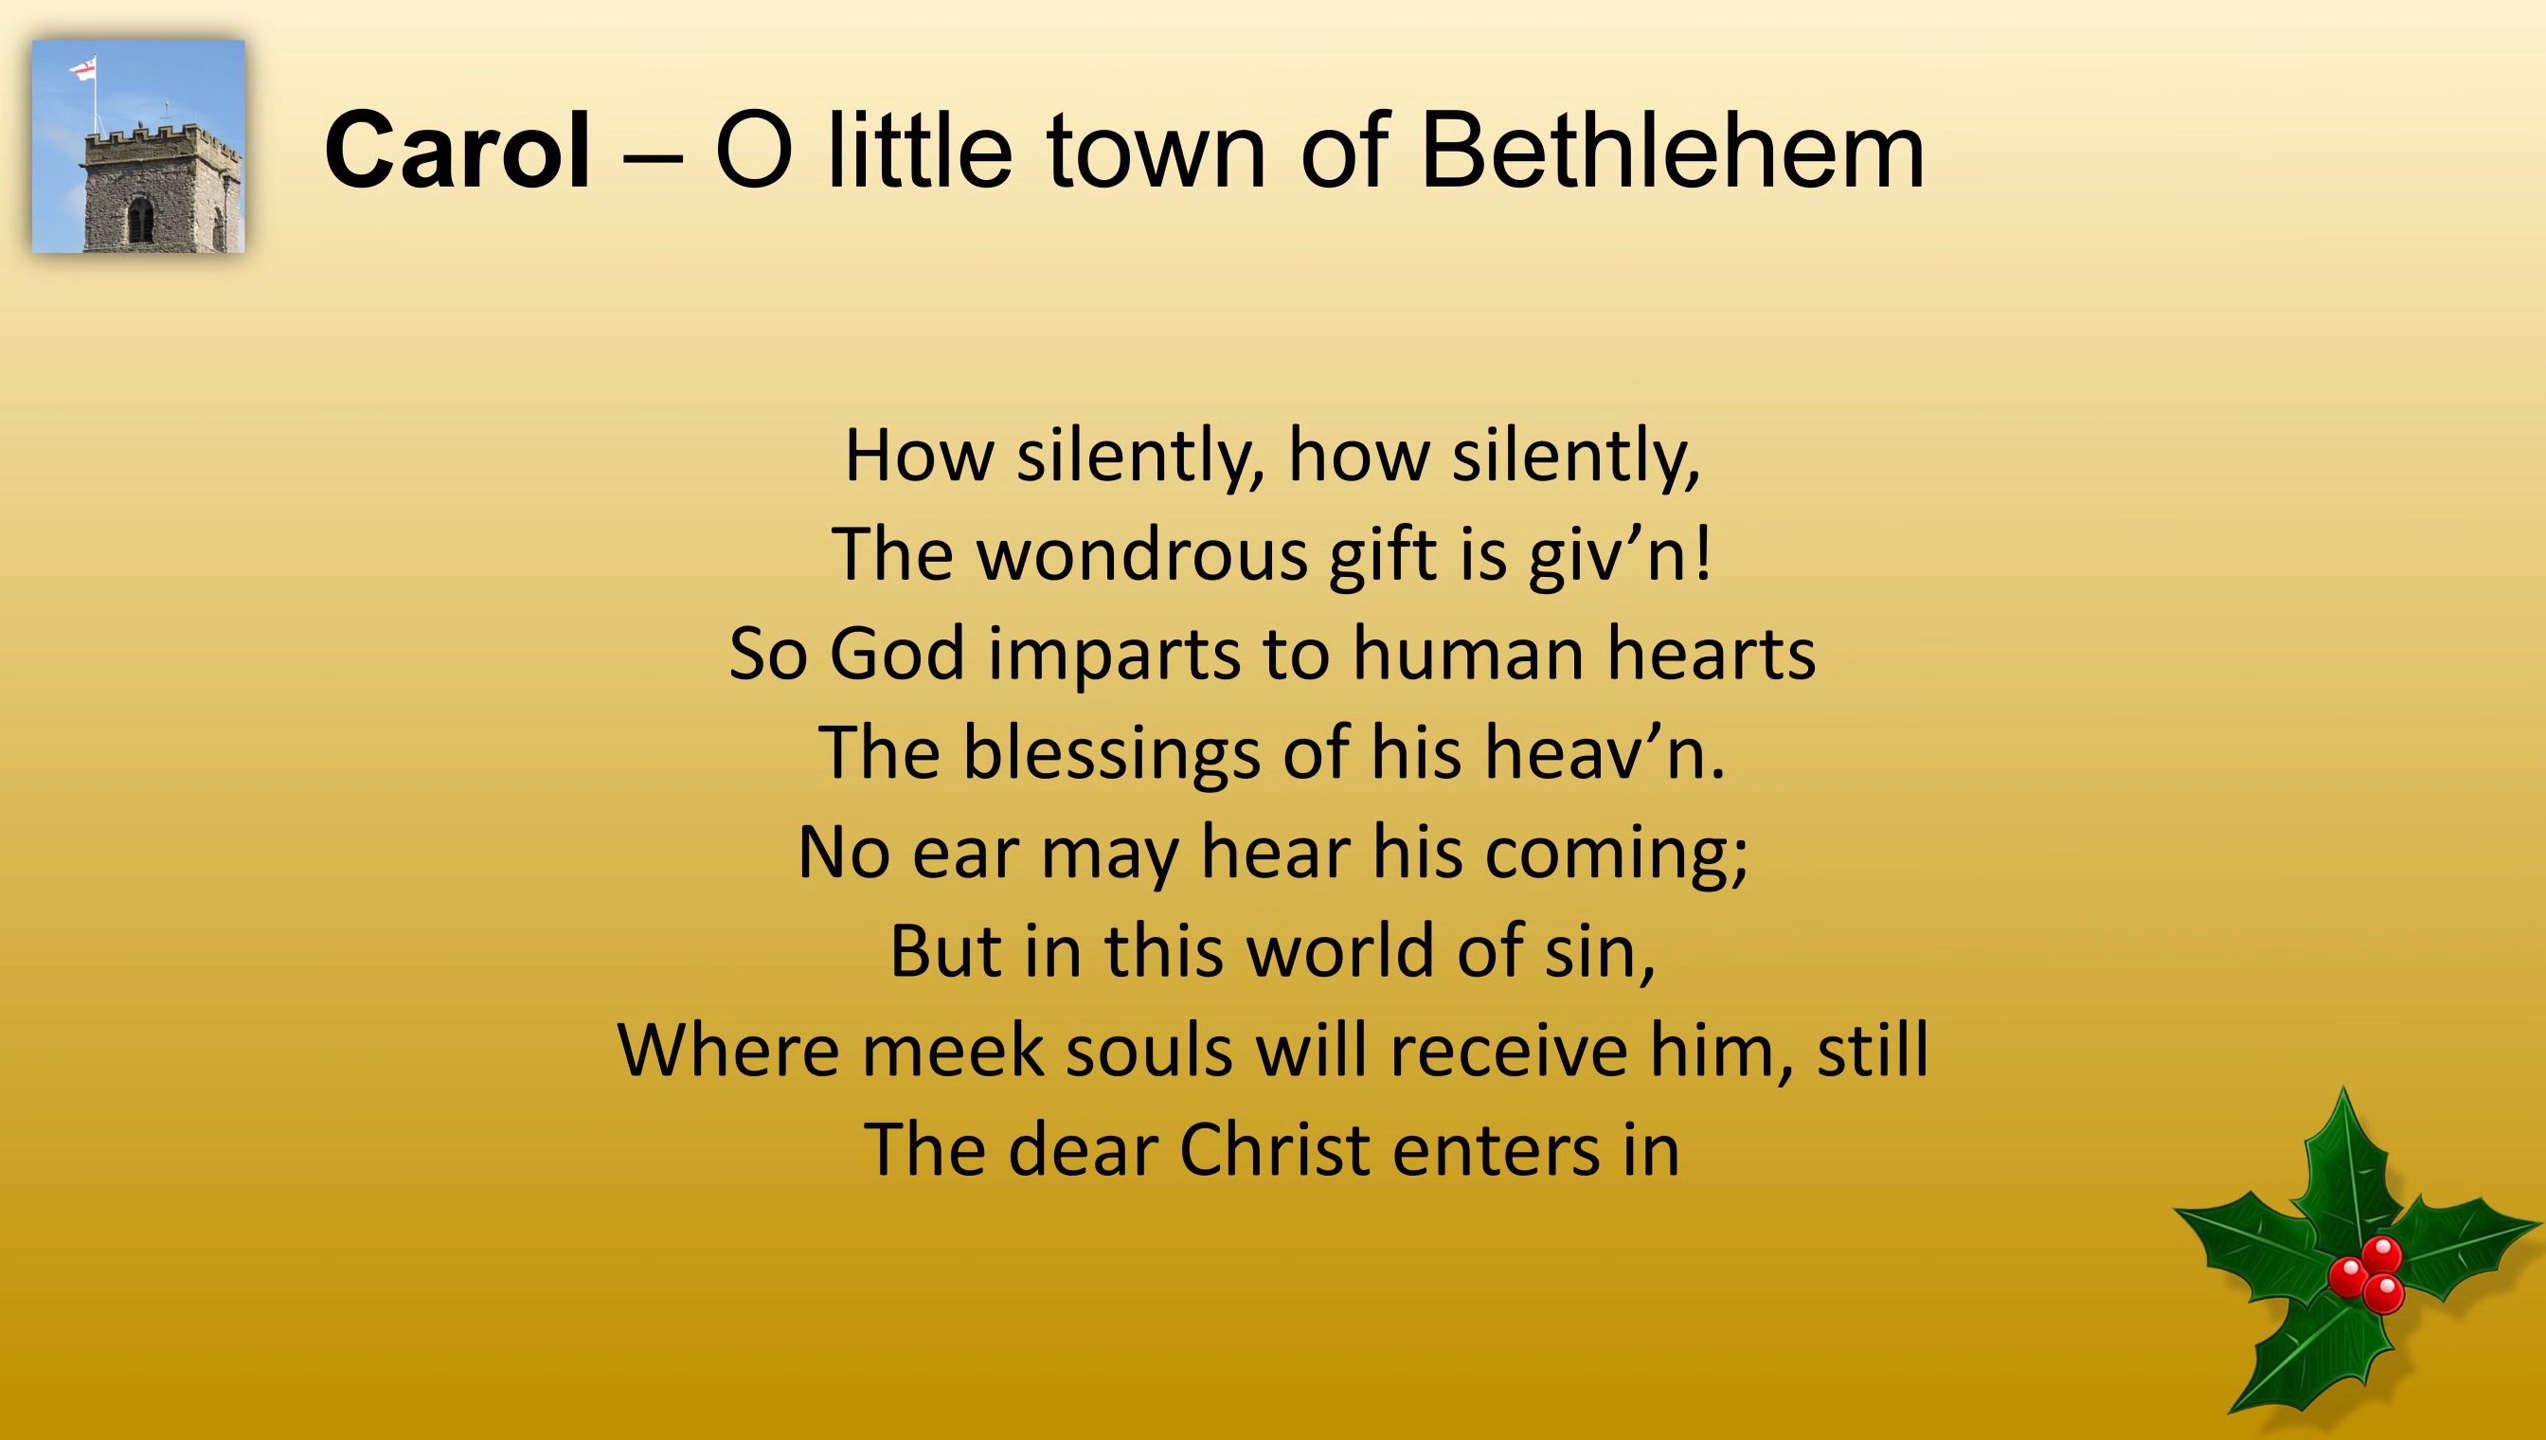 Carol – O little town of Bethlehem
How silently, how silently,
The wondrous gift is giv’n!
So God imparts to human hearts
The blessings of his heav’n.
No ear may hear his coming;
But in this world of sin,
Where meek souls will receive him, still
The dear Christ enters in